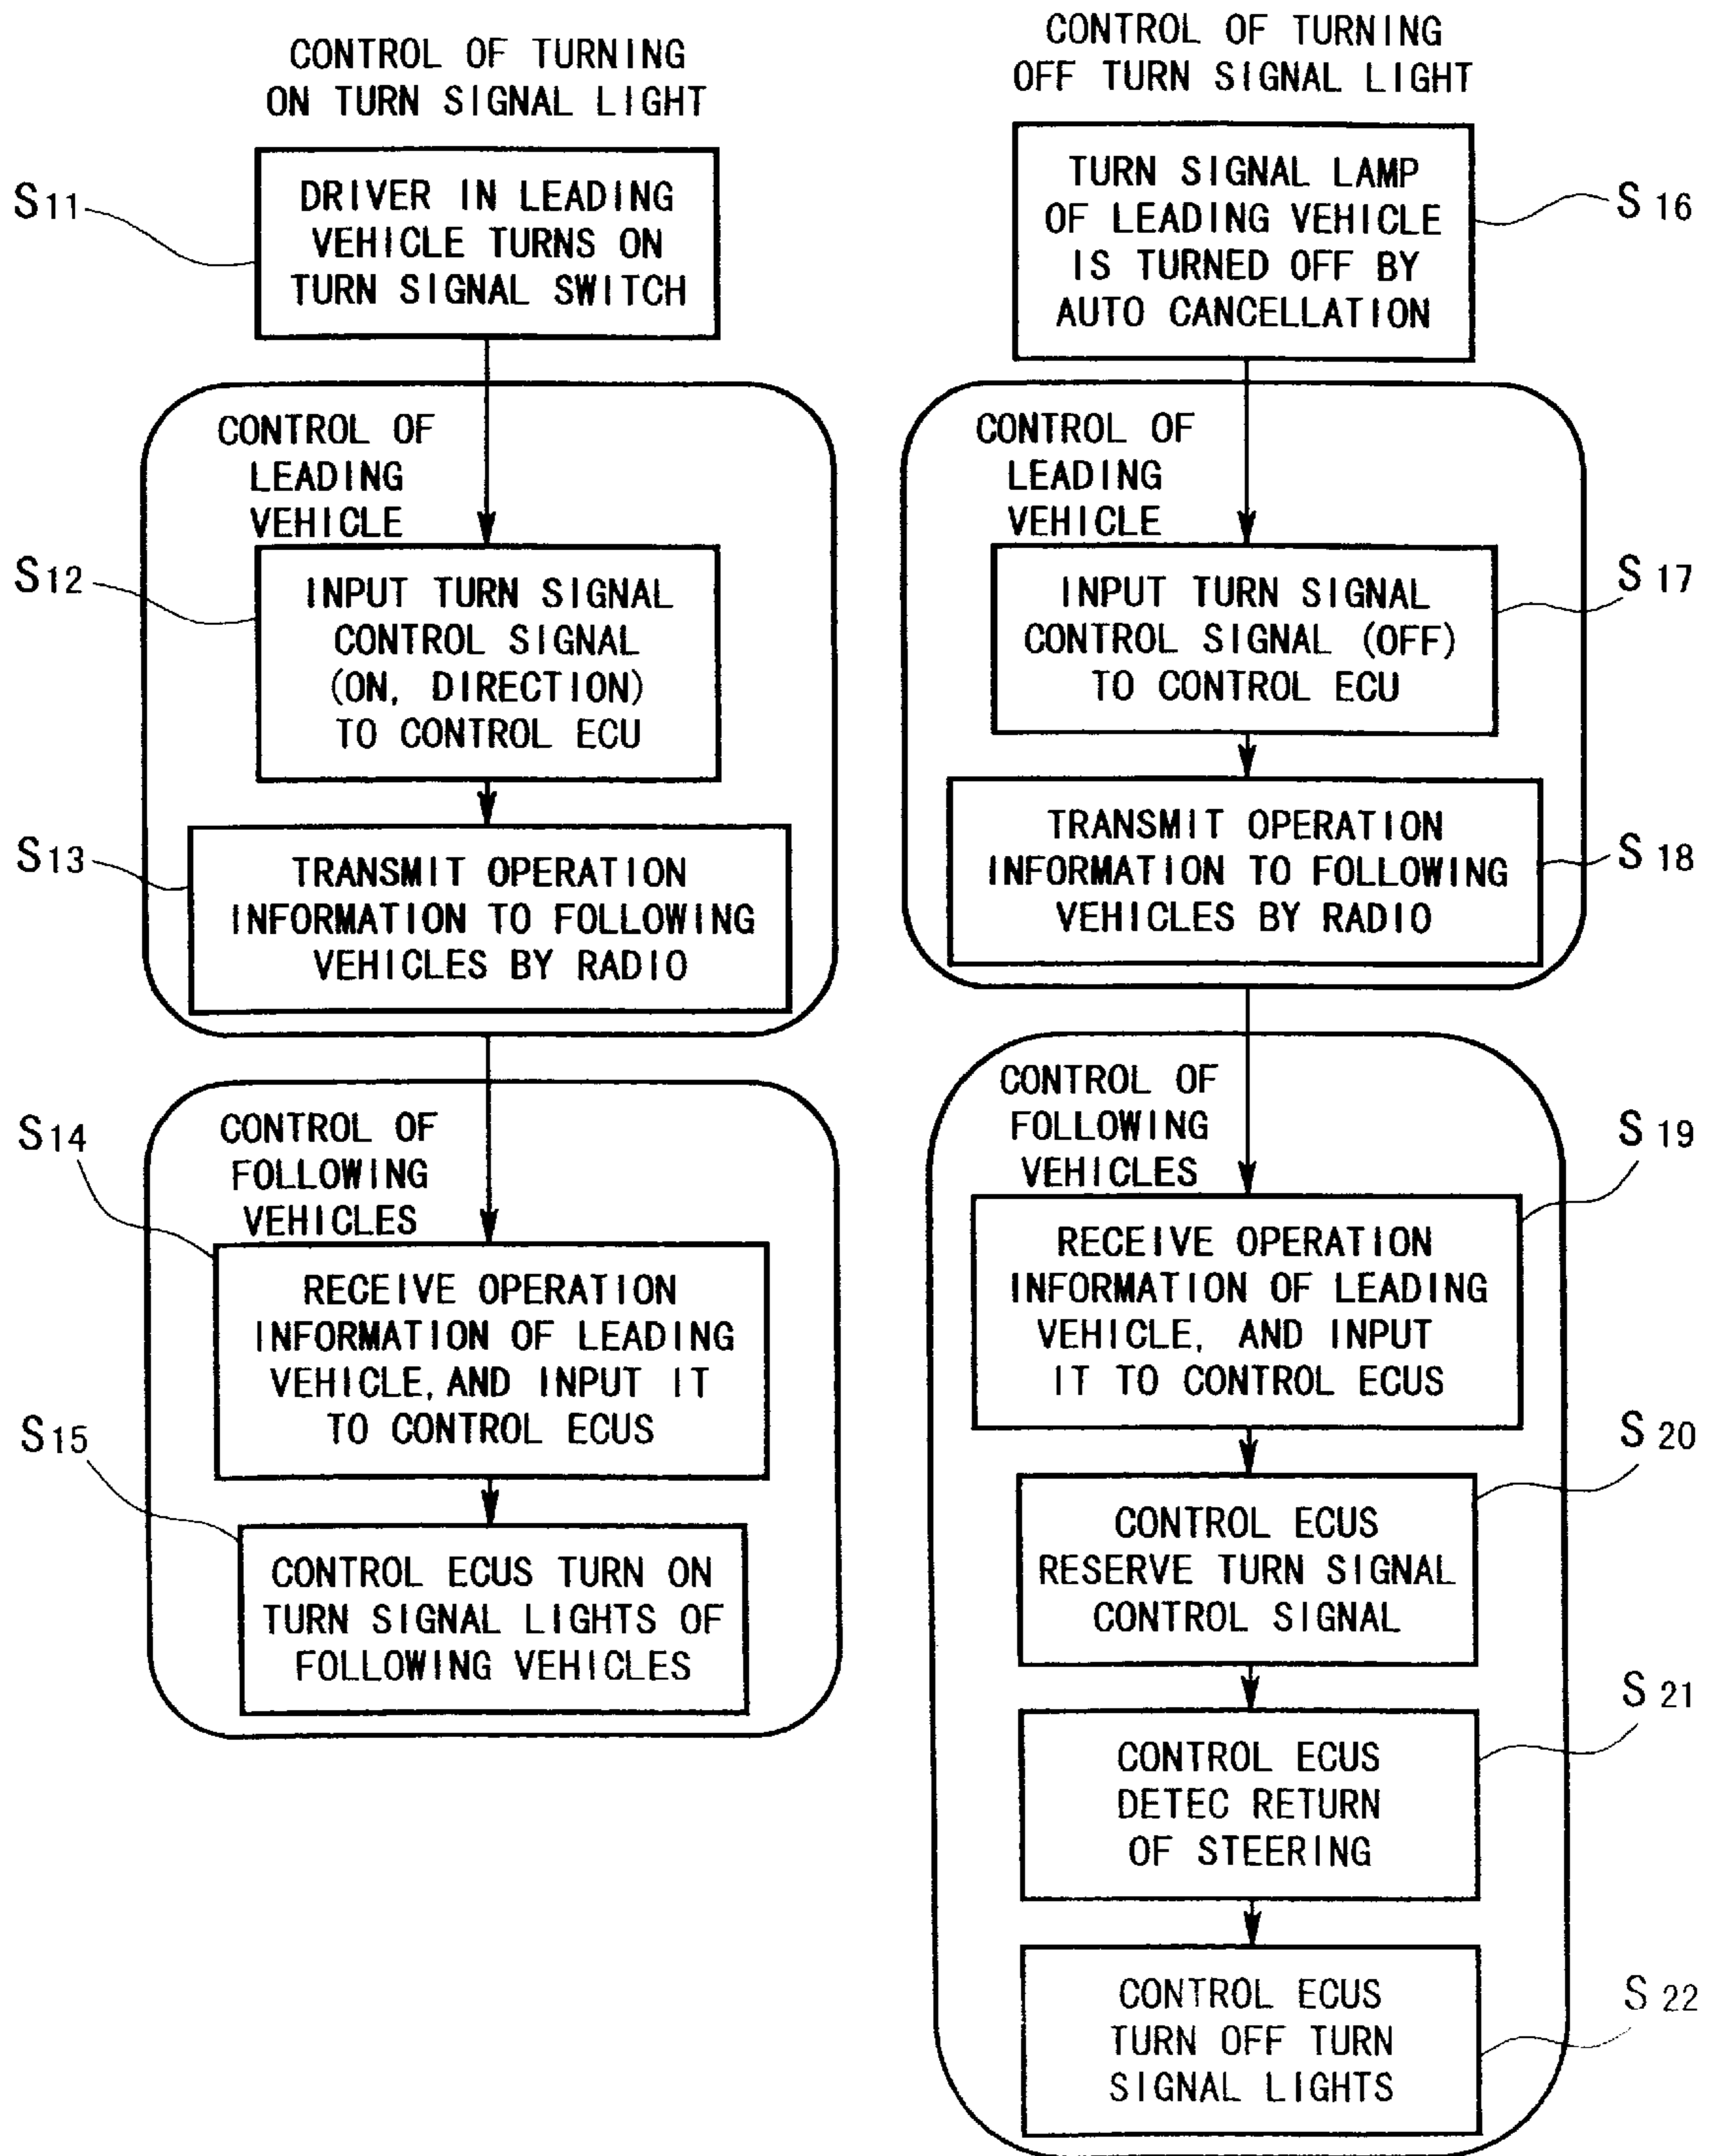 CONTROL OF TURNING
ON TURN SIGNAL LIGHT
S11
DRIVER IN LEADING
VEHICLE TURNS ON
TURN SIGNAL SWITCH
CONTROL OF
LEADING
VEHICLE
S12
INPUT TURN SIGNAL
CONTROL SIGNAL
(ON, DIRECTION)
TO CONTROL ECU
S13
TRANSMIT OPERATION
INFORMATION TO FOLLOWING
VEHICLES BY RADIO
CONTROL OF
FOLLOWING
VEHICLES
S14
RECEIVE OPERATION
INFORMATION OF LEADING
VEHICLE, AND INPUT IT
TO CONTROL ECUS
S15
CONTROL ECUS TURN ON
TURN SIGNAL LIGHTS OF
FOLLOWING VEHICLES
CONTROL OF TURNING
OFF TURN SIGNAL LIGHT
TURN SIGNAL LAMP
OF LEADING VEHICLE
IS TURNED OFF BY
AUTO CANCELLATION
S 16
CONTROL OF
LEADING
VEHICLE
INPUT TURN SIGNAL
CONTROL SIGNAL (OFF)
TO CONTROL ECU
S 17
TRANSMIT OPERATION
INFORMATION TO FOLLOWING
VEHICLES BY RADIO
S 18
CONTROL OF
FOLLOWING
VEHICLES
S 19
RECEIVE OPERATION
INFORMATION OF LEADING
VEHICLE, AND INPUT
IT TO CONTROL ECUS
S 20
CONTROL ECUS
RESERVE TURN SIGNAL
CONTROL SIGNAL
S 21
CONTROL ECUS
DETEC RETURN
OF STEERING
S 22
CONTROL ECUS
TURN OFF TURN
SIGNAL LIGHTS